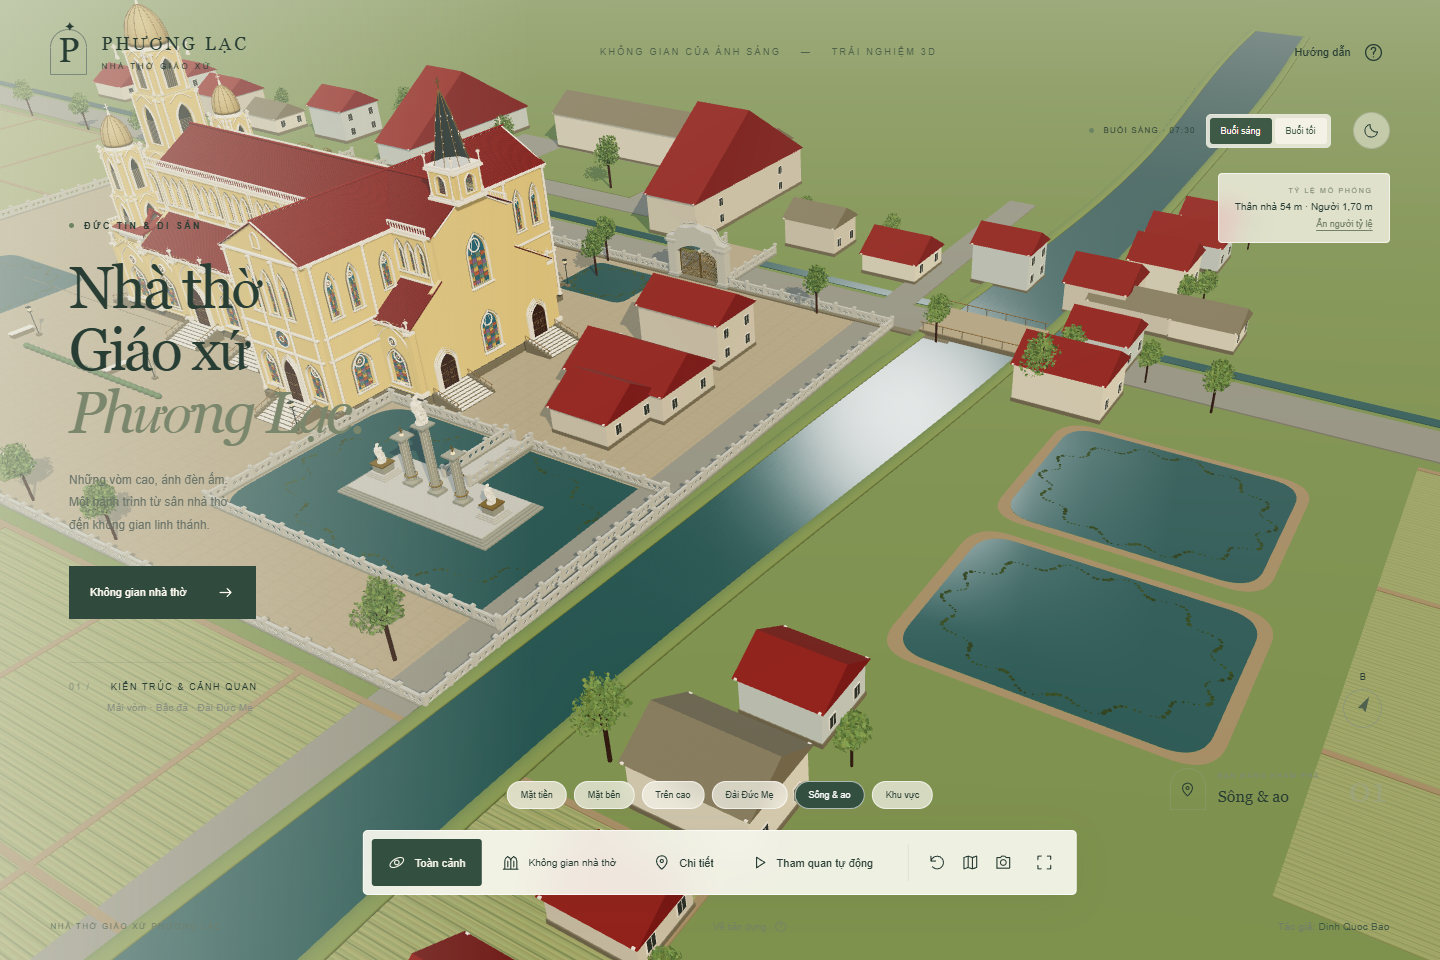 P
PHƯƠNG LẠC
NHÀ THỜ GIÁO XỨ
KHÔNG GIAN CỦA ÁNH SÁNG — TRẢI NGHIỆM 3D
Hướng dẫn ?
BUỔI SÁNG · 07:30 Buổi sáng Buổi tối
TỶ LỆ MÔ PHỎNG
Thân nhà 54 m · Người 1,70 m
Ẩn người tỷ lệ
ĐỨC TIN & DI SẢN
Nhà thờ
Giáo xứ
Phương Lạc.
Những vòm cao, ánh đèn ấm.
Một hành trình từ sân nhà thờ
đến không gian linh thánh.
Không gian nhà thờ
01 / KIẾN TRÚC & CẢNH QUAN
Mái vòm · Bậc đá · Đài Đức Mẹ
B
Sông & ao
Mặt tiền Mặt bên Trên cao Đài Đức Mẹ Sông & ao Khu vực
Toàn cảnh Không gian nhà thờ Chi tiết Tham quan tự động
NHÀ THỜ GIÁO XỨ
Tác giả Dinh Quoc Bao